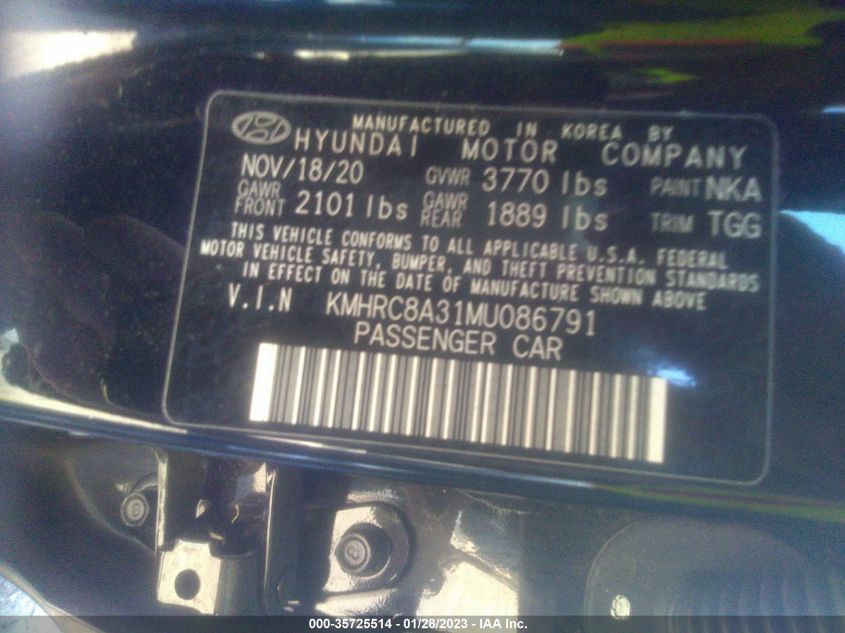 MANUFACTURED IN KOREA BY
HYUNDAI MOTOR COMPANY
NOV/18/20 GVWR 3770 lbs PAINT NKA
GAWR FRONT 2101 lbs GAWR REAR 1889 lbs TRIM TGG
THIS VEHICLE CONFORMS TO ALL APPLICABLE U.S.A. FEDERAL
MOTOR VEHICLE SAFETY, BUMPER, AND THEFT PREVENTION STANDARDS
IN EFFECT ON THE DATE OF MANUFACTURE SHOWN ABOVE.
V.I.N KMHRC8A31MU086791
PASSENGER CAR
8
000-35725514 - 01/28/2023 - IAA Inc.